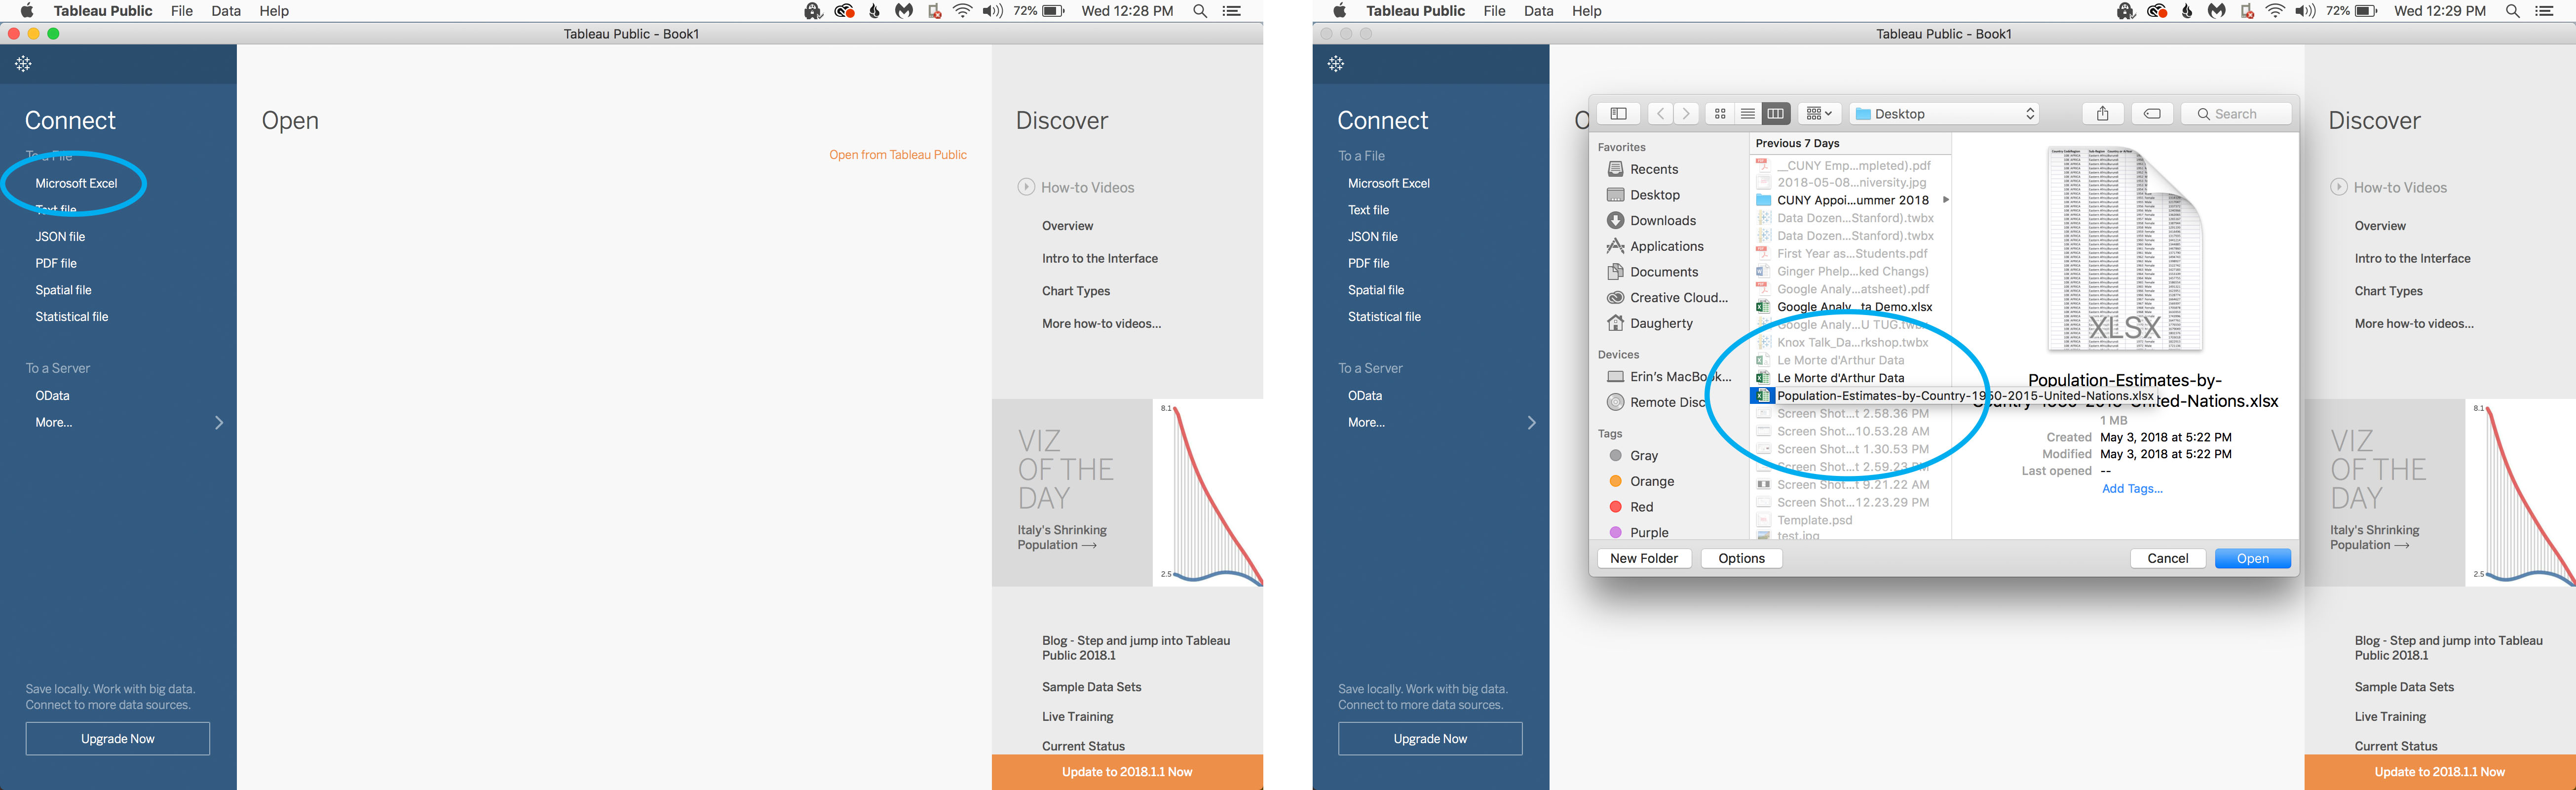 Tableau Public File Data Help 72% Wed 12:28 PM
Tableau Public - Book1
Connect
To a File
Microsoft Excel
Text file
JSON file
PDF file
Spatial file
Statistical file
To a Server
OData
More...
Save locally. Work with big data.
Connect to more data sources.
Upgrade Now
Open
Open from Tableau Public
Discover
How-to Videos
Overview
Intro to the Interface
Chart Types
More how-to videos...
VIZ
OF THE
DAY
Italy's Shrinking
Population →
8.1
2.5
Blog - Step and jump into Tableau
Public 2018.1
Sample Data Sets
Live Training
Current Status
Update to 2018.1.1 Now
Tableau Public File Data Help 72% Wed 12:29 PM
Tableau Public - Book1
Connect
To a File
Microsoft Excel
Text file
JSON file
PDF file
Spatial file
Statistical file
To a Server
OData
More...
Save locally. Work with big data.
Connect to more data sources.
Upgrade Now
Desktop
Search
Favorites
Recents
Desktop
Downloads
Applications
Documents
Creative Cloud...
Daugherty
Devices
Erin's MacBook...
Remote Disc
Tags
Gray
Orange
Red
Purple
Previous 7 Days
__CUNY Emp...mpleted).pdf
2018-05-08...niversity.jpg
CUNY Appoi...ummer 2018
Data Dozen...Stanford).twbx
Data Dozen...Stanford).twbx
First Year as...Students.pdf
Ginger Phelp...ked Changs)
Google Analy...atsheet).pdf
Google Analy...ta Demo.xlsx
Google Analy...U TUG.twbx
Knox Talk_Da...rkshop.twbx
Le Morte d'Arthur Data
Le Morte d'Arthur Data
Population-Estimates-by-Country-1950-2015-United-Nations.xlsx
Screen Shot...t 2.58.36 PM
Screen Shot...10.53.28 AM
Screen Shot...t 1.30.53 PM
Screen Shot...t 2.59.23 PM
Screen Shot...t 9.21.22 AM
Screen Shot...12.23.29 PM
Template.psd
test.jpg
XLSX
Population-Estimates-by-
Country-1950-2015-United-Nations.xlsx
1 MB
Created May 3, 2018 at 5:22 PM
Modified May 3, 2018 at 5:22 PM
Last opened --
Add Tags...
New Folder
Options
Cancel
Open
Discover
How-to Videos
Overview
Intro to the Interface
Chart Types
More how-to videos...
VIZ
OF THE
DAY
Italy's Shrinking
Population →
8.1
2.5
Blog - Step and jump into Tableau
Public 2018.1
Sample Data Sets
Live Training
Current Status
Update to 2018.1.1 Now